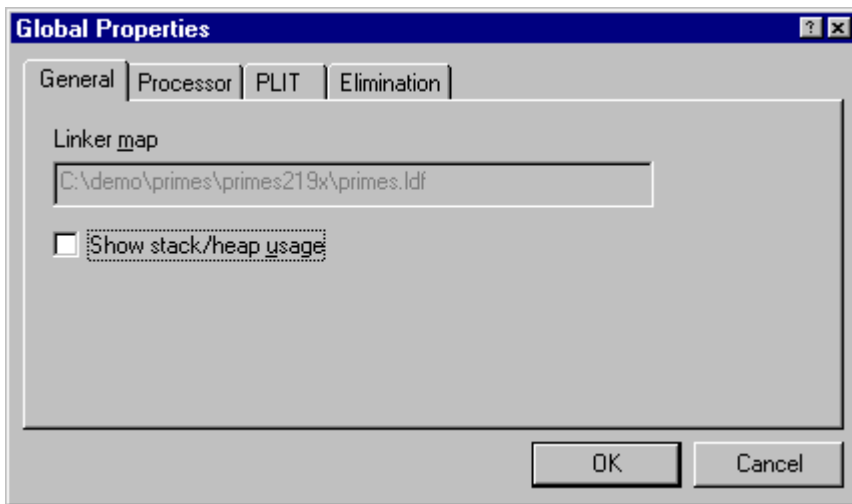 Global Properties
General Processor PLIT Elimination
Linker map
C:\demo\primes\primes219x\primes.ldf
Show stack/heap usage
OK Cancel